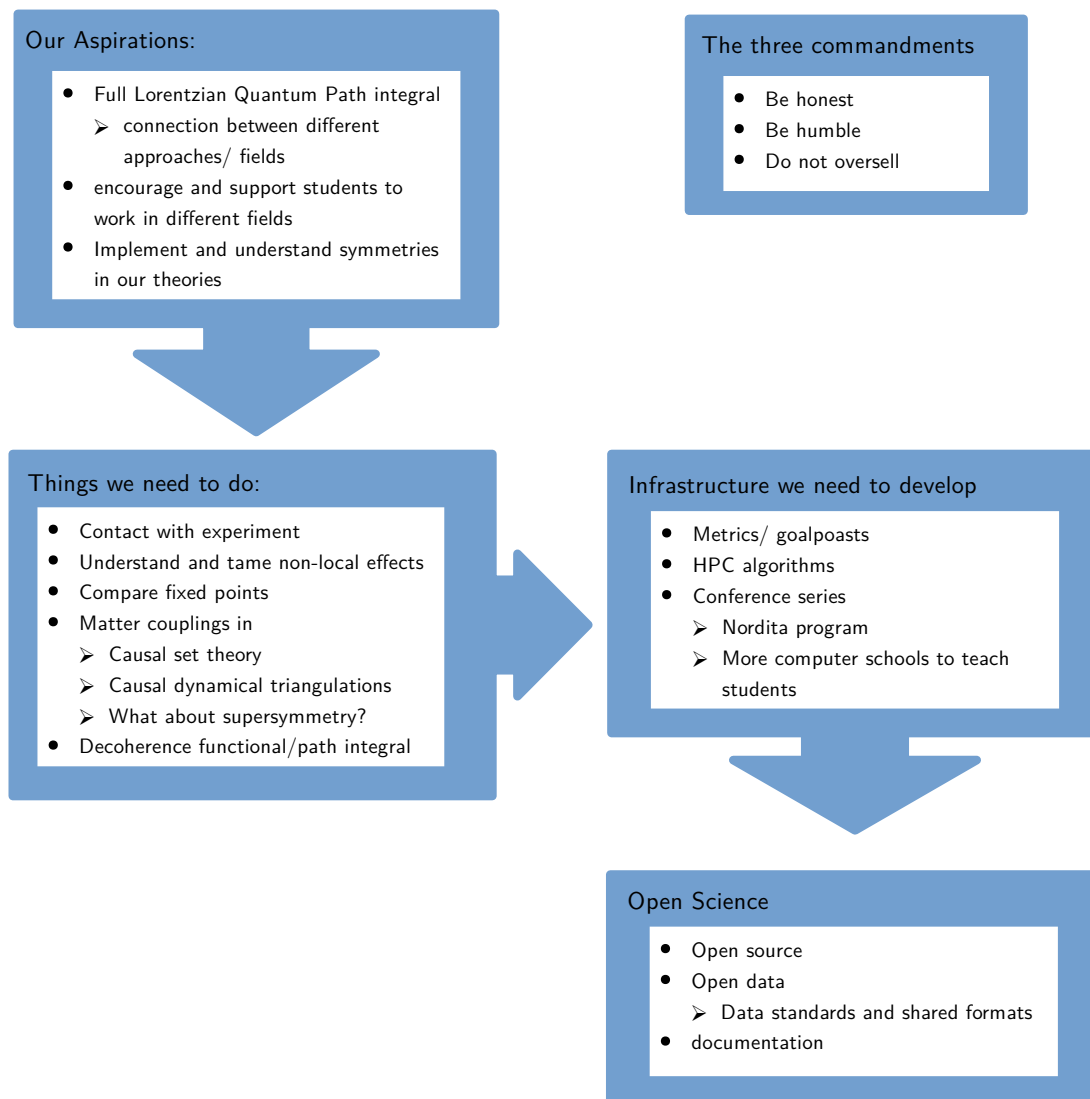 Our Aspirations:
• Full Lorentzian Quantum Path integral
➢ connection between different
approaches/ fields
• encourage and support students to
work in different fields
• Implement and understand symmetries
in our theories
The three commandments
• Be honest
• Be humble
• Do not oversell
Things we need to do:
• Contact with experiment
• Understand and tame non-local effects
• Compare fixed points
• Matter couplings in
➢ Causal set theory
➢ Causal dynamical triangulations
➢ What about supersymmetry?
• Decoherence functional/path integral
Infrastructure we need to develop
• Metrics/ goalpoasts
• HPC algorithms
• Conference series
➢ Nordita program
➢ More computer schools to teach
students
Open Science
• Open source
• Open data
➢ Data standards and shared formats
• documentation